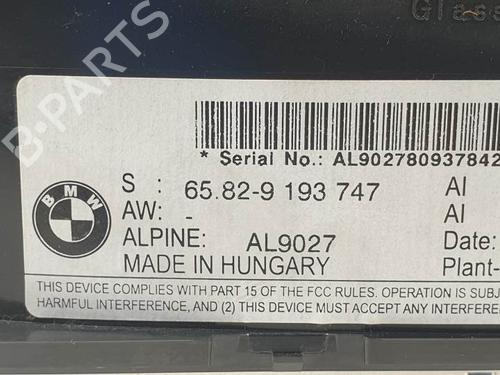 Glass
* Serial No.: AL902780937842
BMW
S : 65.82-9 193 747 AI
AW: - AI
ALPINE: AL9027 Date:
MADE IN HUNGARY Plant-
THIS DEVICE COMPLIES WITH PART 15 OF THE FCC RULES. OPERATION IS SUBJ
HARMFUL INTERFERENCE, AND (2) THIS DEVICE MUST ACCEPT ANY INTERFERE
B-PARTS